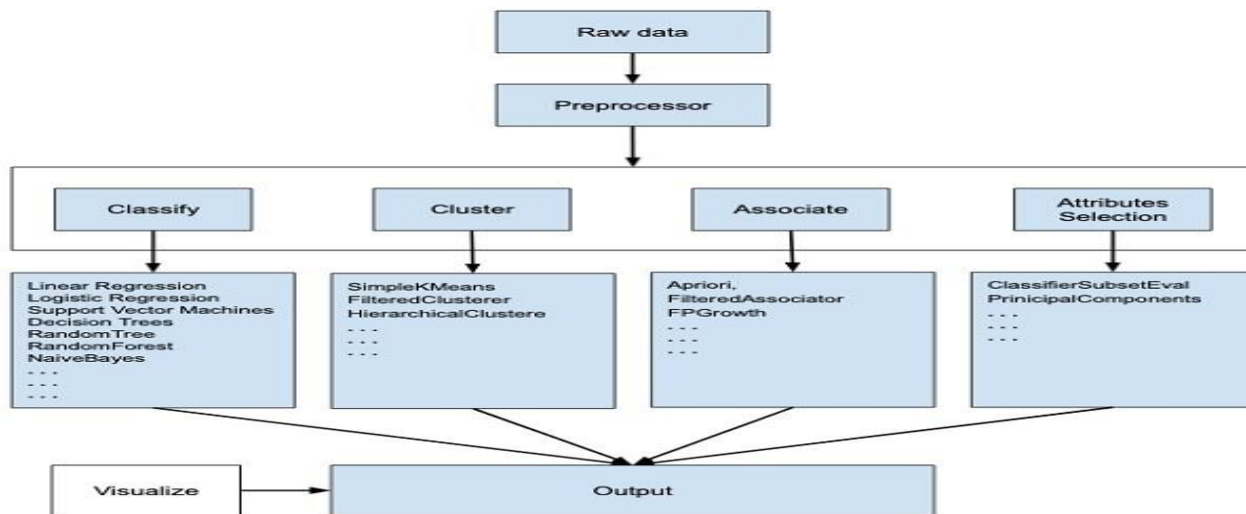 Raw data
Preprocessor
Classify
Cluster
Associate
Attributes
Selection
Linear Regression
Logistic Regression
Support Vector Machines
Decision Trees
RandomTree
RandomForest
NaiveBayes
- - -
- - -
- - -
SimpleKMeans
FilteredClusterer
HierarchicalClustere
- - -
- - -
- - -
Apriori,
FilteredAssociator
FPGrowth
- - -
- - -
- - -
ClassifierSubsetEval
PrinicipalComponents
- - -
- - -
- - -
Visualize
Output